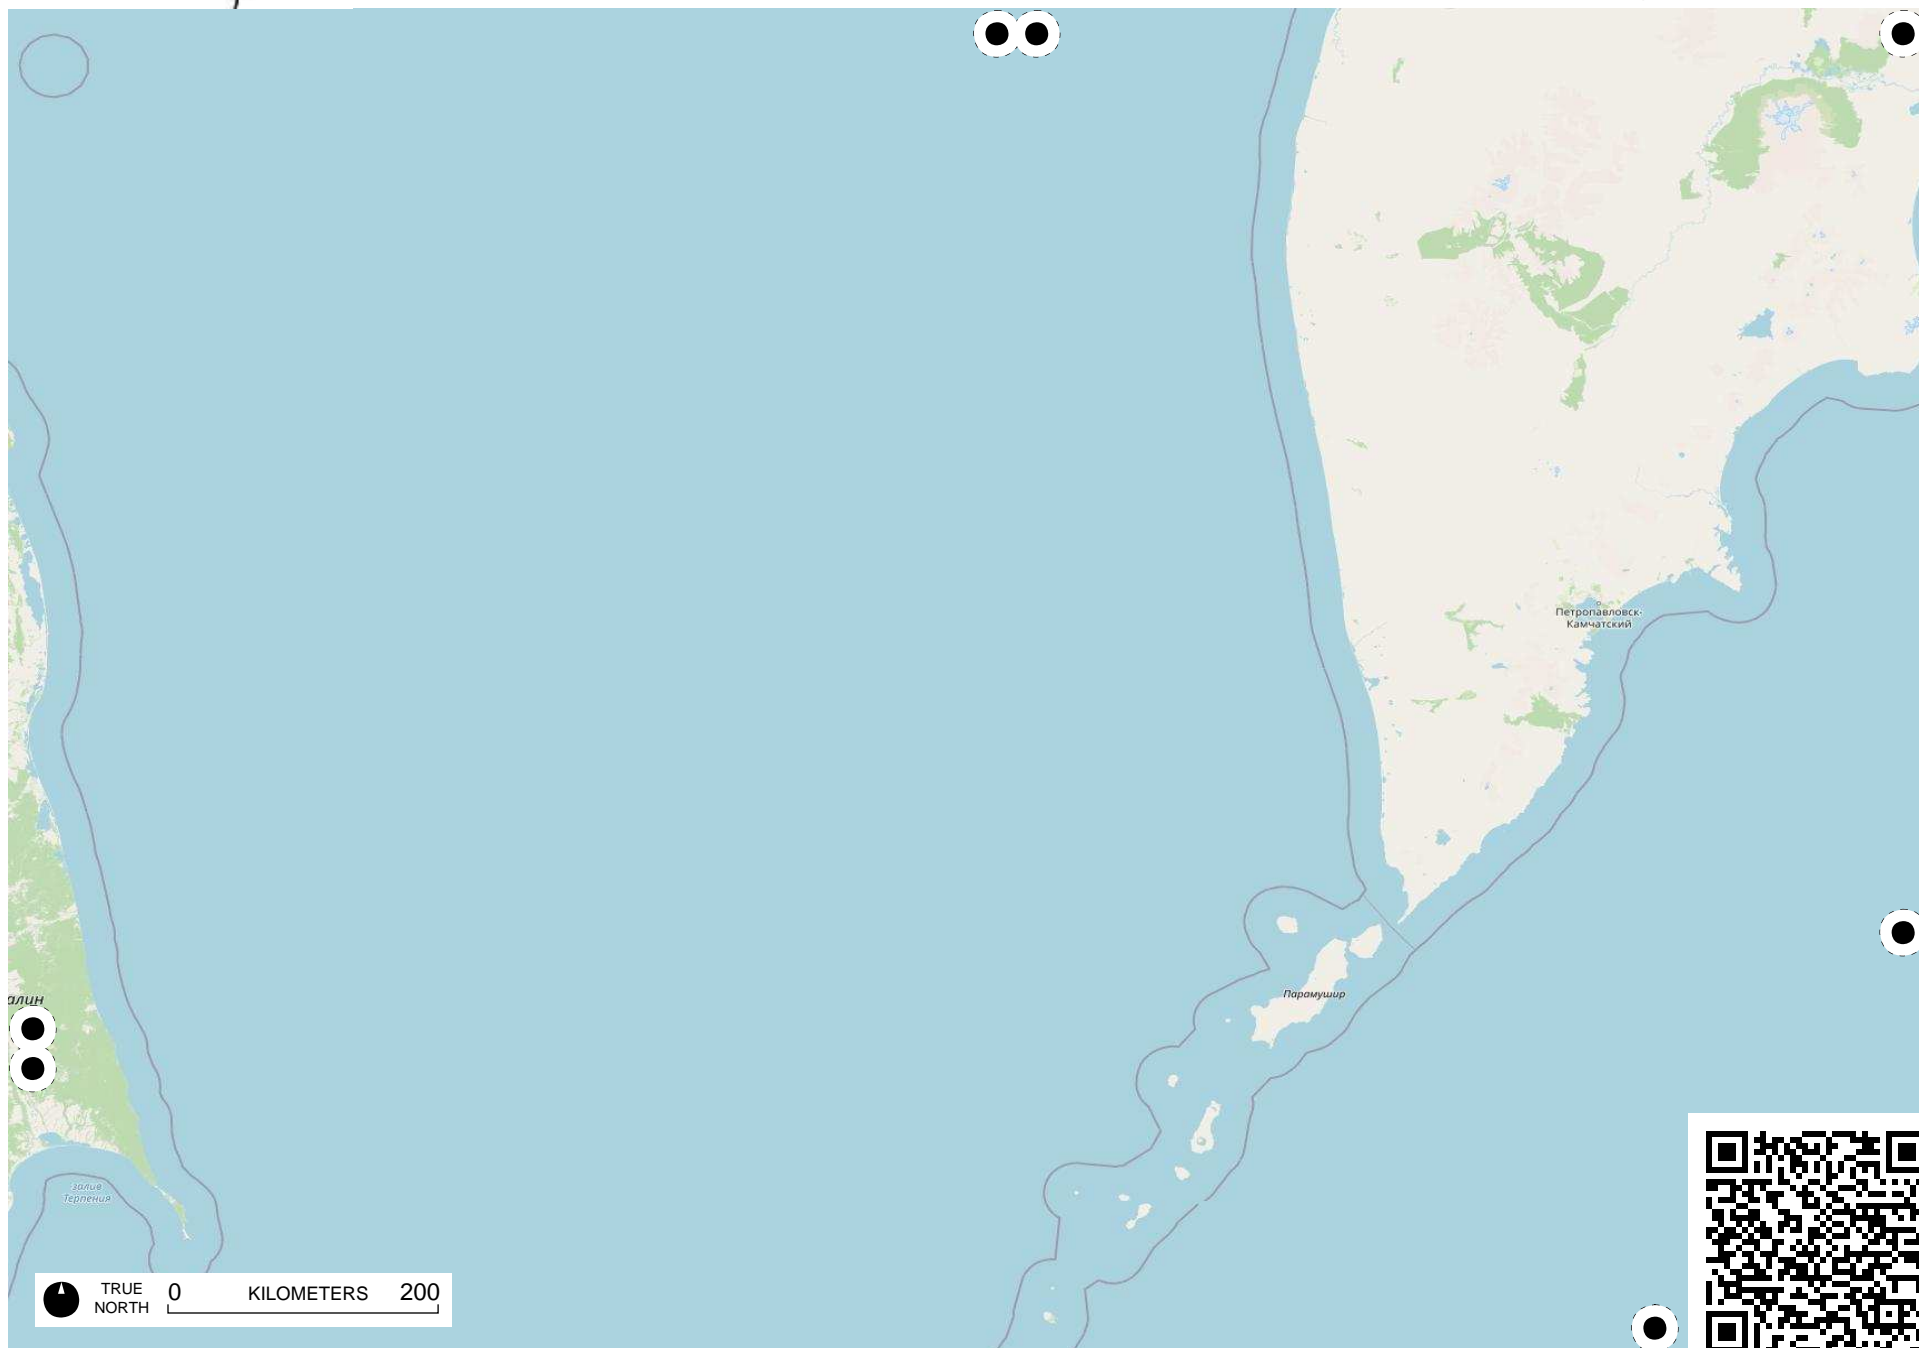 Петропавловск-
Камчатский
Парамушир
алин
залив
Терпения
TRUE
NORTH
0 KILOMETERS 200